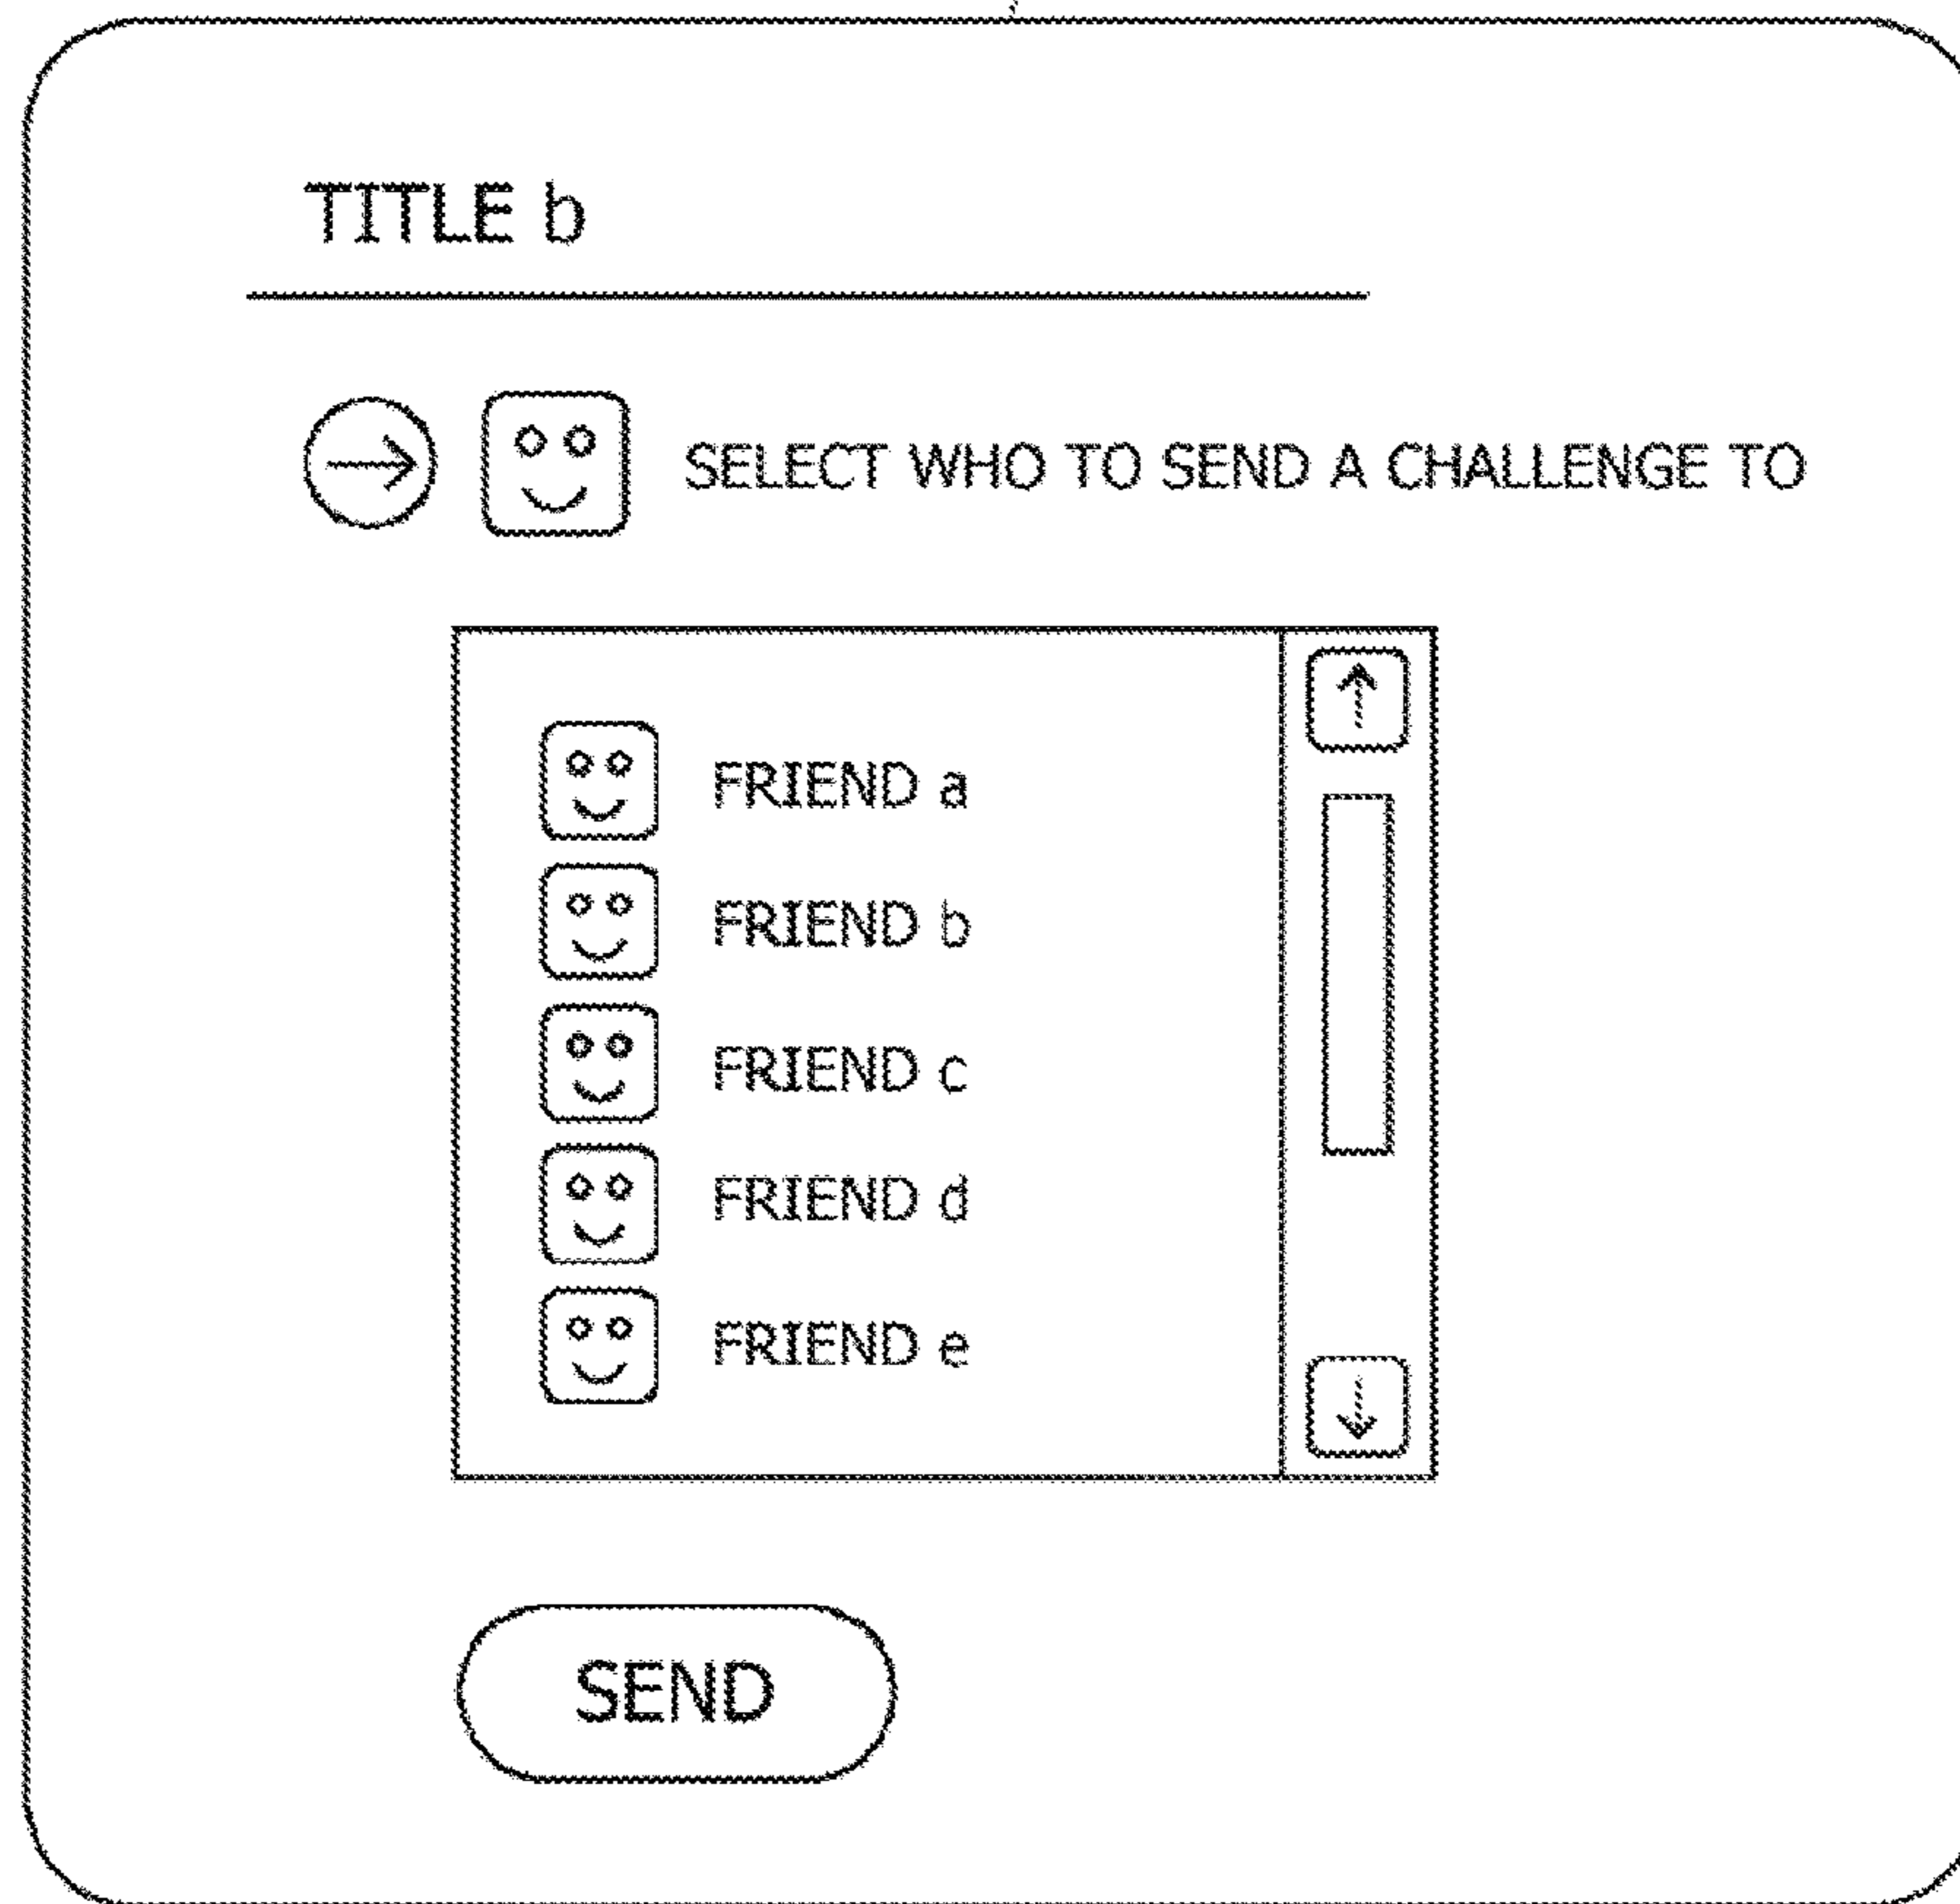 TITLE b
SELECT WHO TO SEND A CHALLENGE TO
FRIEND a
FRIEND b
FRIEND c
FRIEND d
FRIEND e
SEND